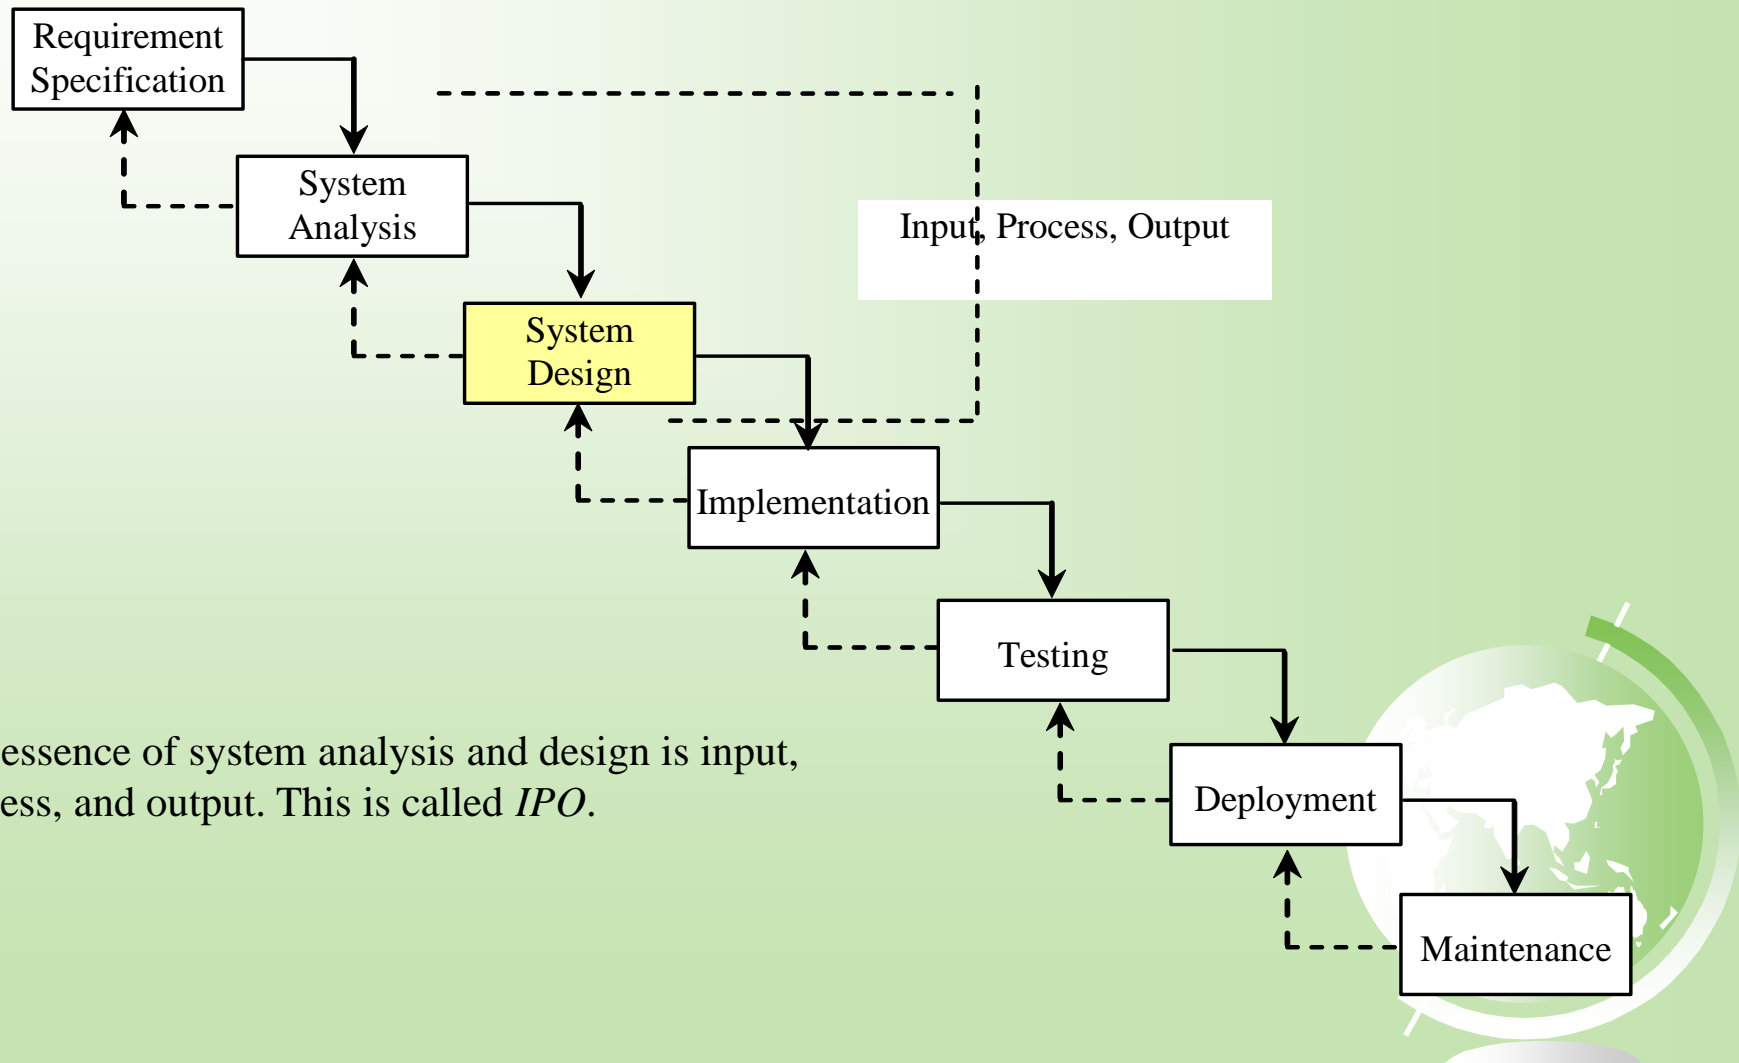 Requirement
Specification
System
Analysis
Input, Process, Output
System
Design
Implementation
Testing
essence of system analysis and design is input,
ess, and output. This is called IPO.
Deployment
Maintenance